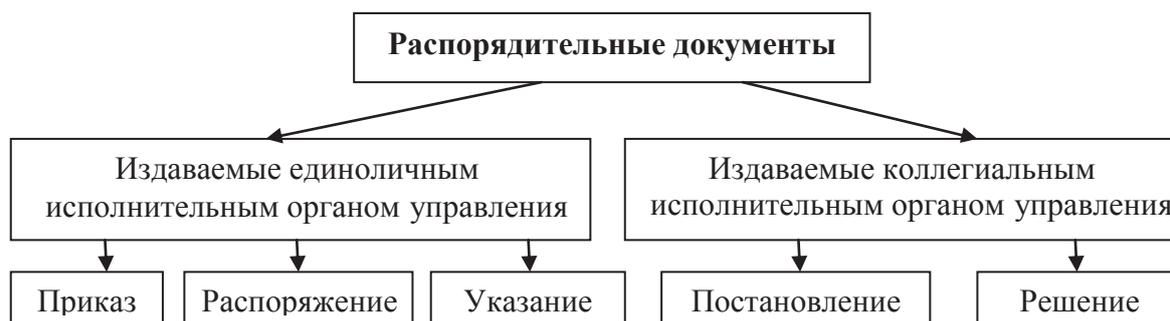 Распорядительные документы
Издаваемые единоличным
исполнительным органом управления
Издаваемые коллегиальным
исполнительным органом управления
Приказ
Распоряжение
Указание
Постановление
Решение